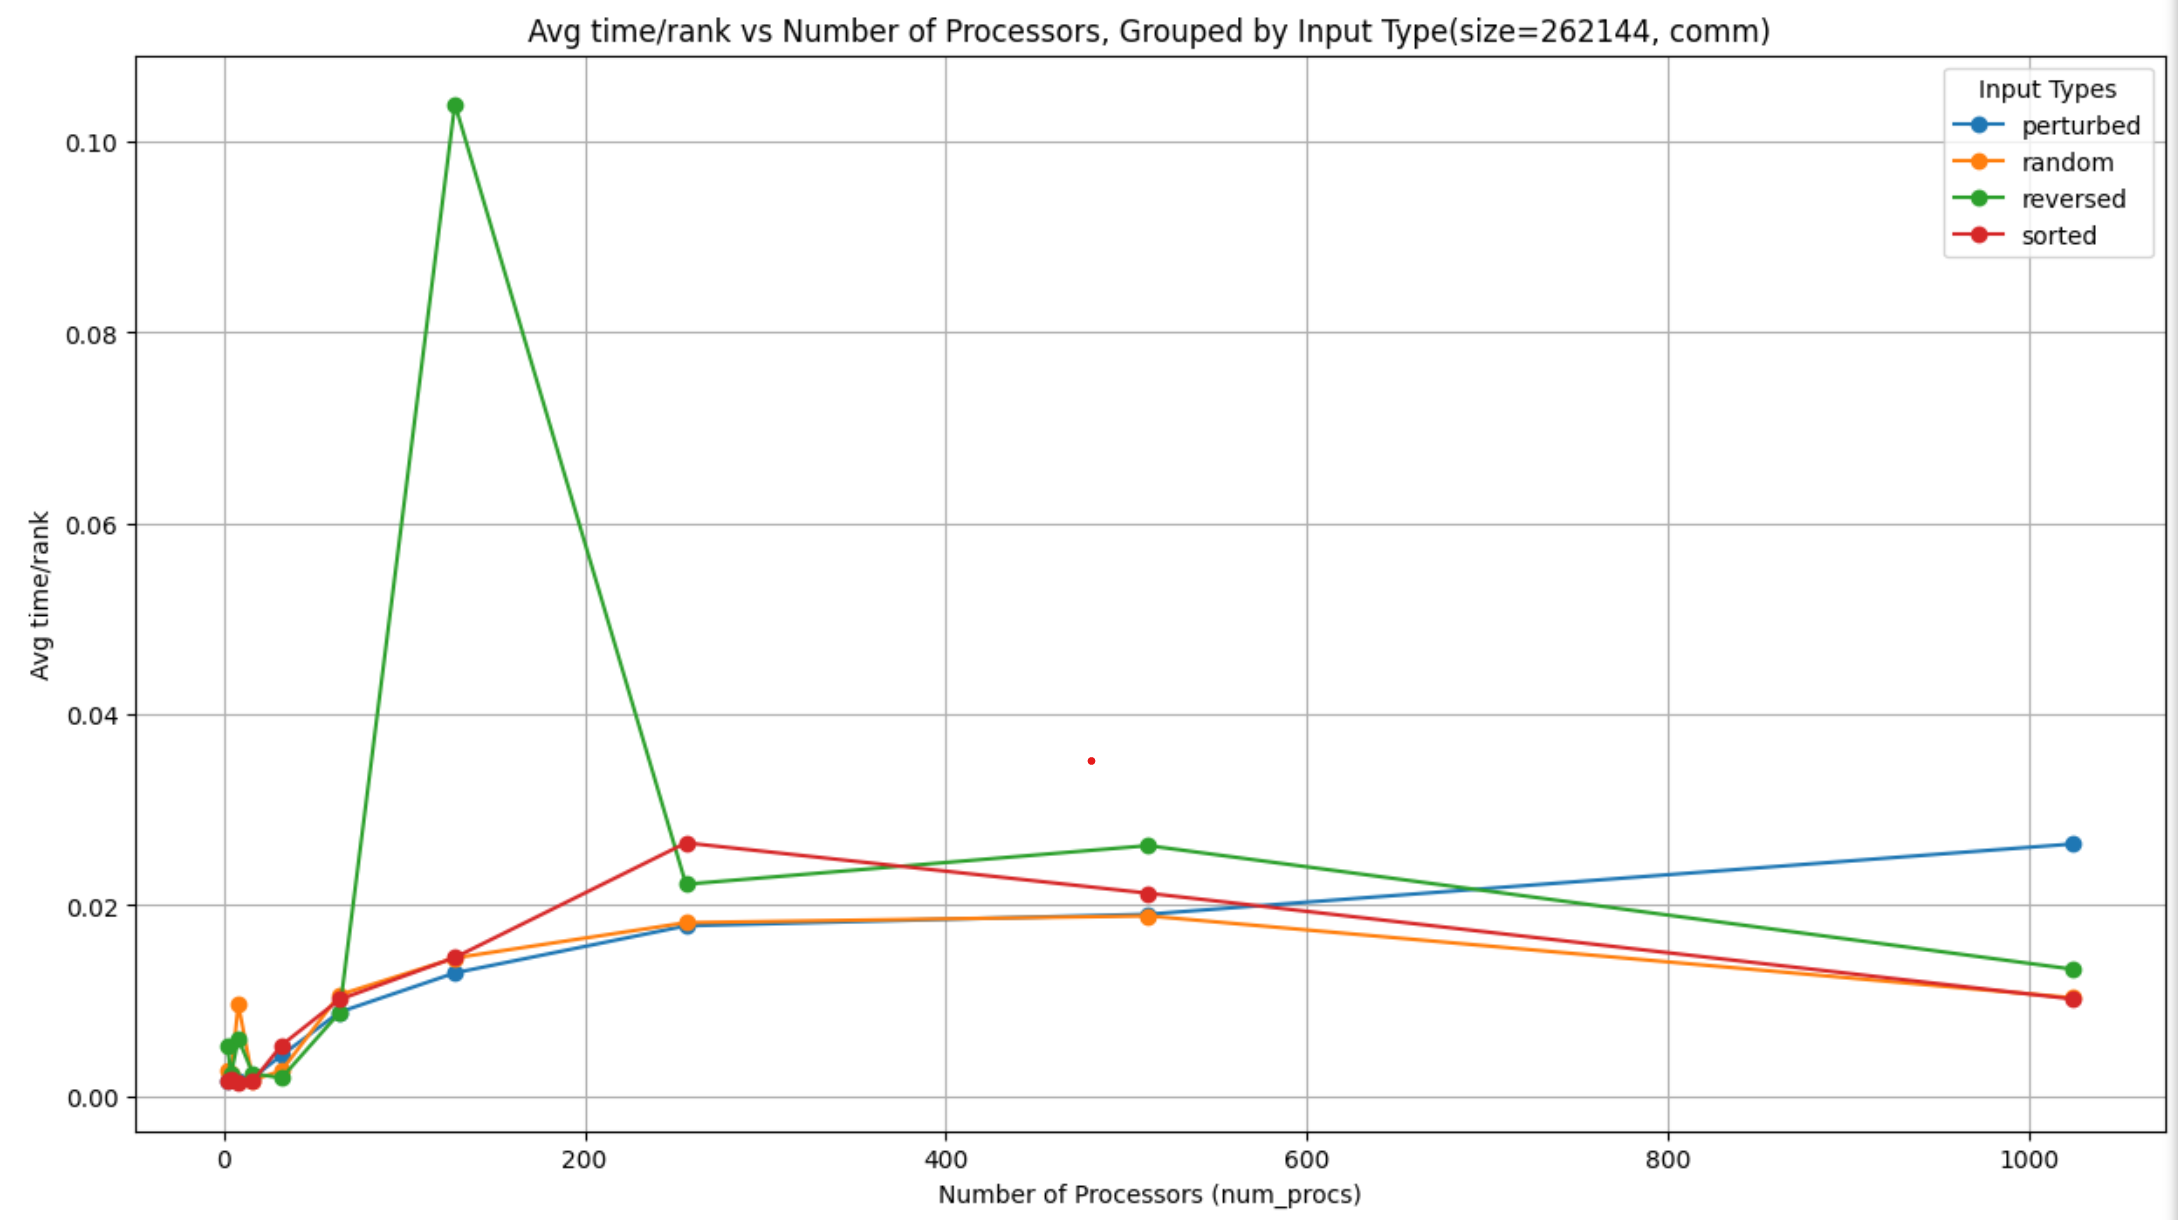 Avg time/rank vs Number of Processors, Grouped by Input Type(size=262144, comm)
Input Types
perturbed
random
reversed
sorted
Avg time/rank
0.10
0.08
0.06
0.04
0.02
0.00
0 200 400 600 800 1000
Number of Processors (num_procs)